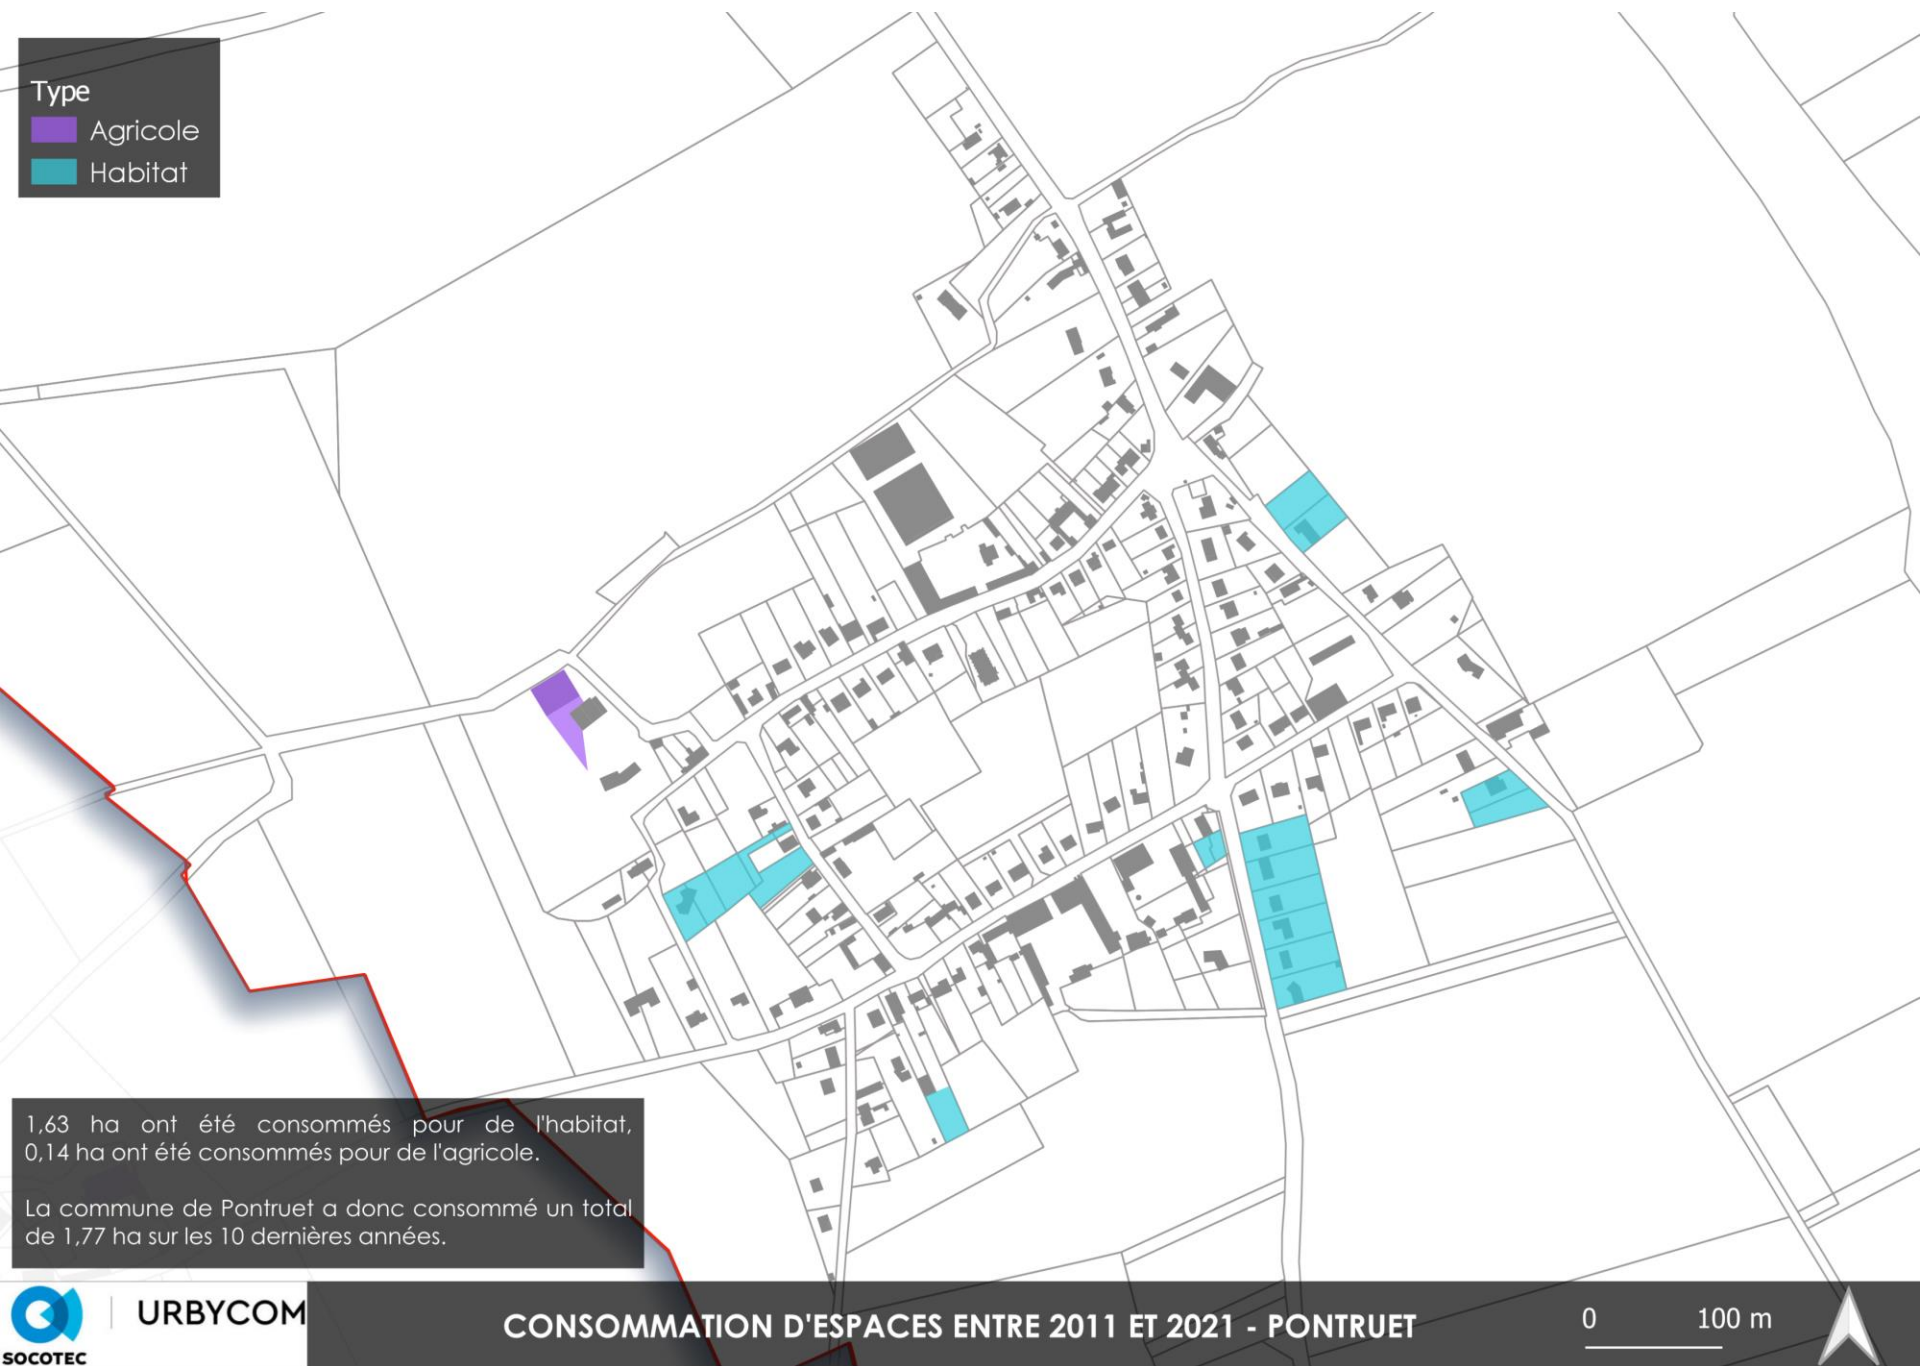 Type
Agricole
Habitat
1,63 ha ont été consommés pour de l'habitat,
0,14 ha ont été consommés pour de l'agricole.
La commune de Pontruet a donc consommé un total
de 1,77 ha sur les 10 dernières années.
SOCOTEC
URBYCOM
CONSOMMATION D'ESPACES ENTRE 2011 ET 2021 - PONTRUET
0 100 m